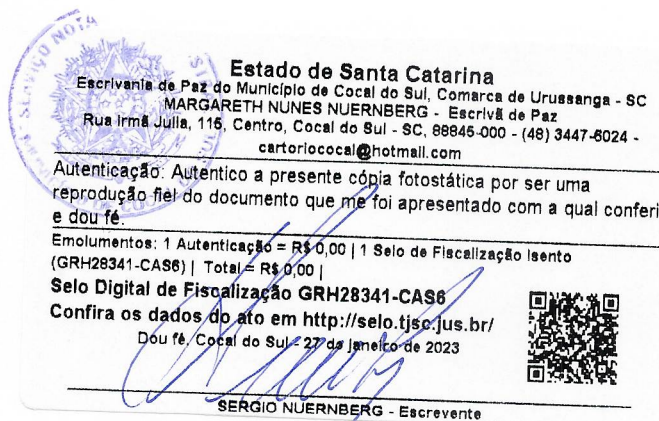 Estado de Santa Catarina
Escrivania de Paz do Município de Cocal do Sul, Comarca de Urussanga - SC
MARGARETH NUNES NUERNBERG - Escrivã de Paz
Rua Irmã Julia, 115, Centro, Cocal do Sul - SC, 88845-000 - (48) 3447-6024 -
cartoriococal@hotmail.com
Autenticação: Autentico a presente cópia fotostática por ser uma
reprodução fiel do documento que me foi apresentado com a qual conferi
e dou fé.
Emolumentos: 1 Autenticação = R$ 0,00 | 1 Selo de Fiscalização Isento
(GRH28341-CAS6) | Total = R$ 0,00 |
Selo Digital de Fiscalização GRH28341-CAS6
Confira os dados do ato em http://selo.tjsc.jus.br/
Dou fé, Cocal do Sul - 27 de janeiro de 2023
SERGIO NUERNBERG - Escrevente